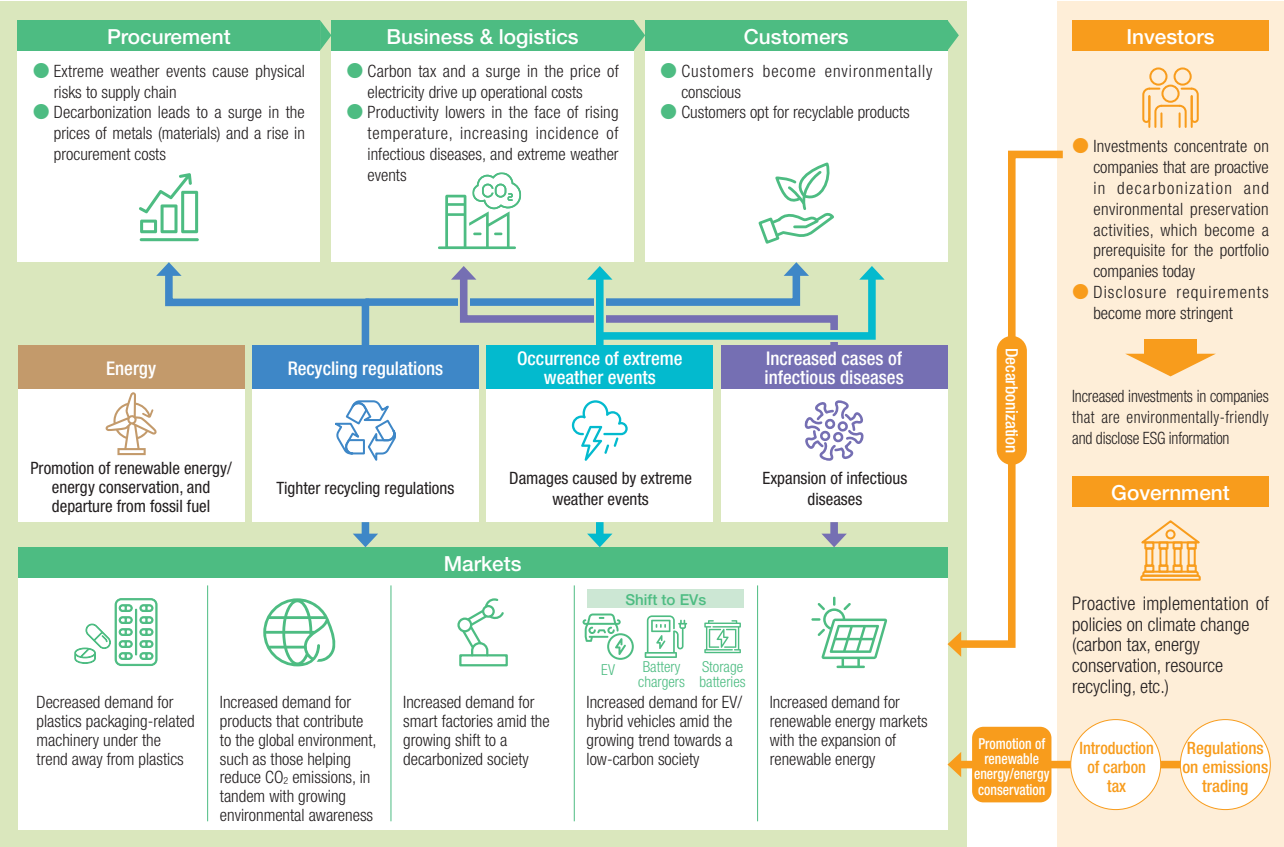 Procurement
Extreme weather events cause physical
risks to supply chain
Decarbonization leads to a surge in the
prices of metals (materials) and a rise in
procurement costs
Business & logistics
Carbon tax and a surge in the price of
electricity drive up operational costs
Productivity lowers in the face of rising
temperature, increasing incidence of
infectious diseases, and extreme weather
events
CO₂
Customers
Customers become environmentally
conscious
Customers opt for recyclable products
Energy
Promotion of renewable energy/
energy conservation, and
departure from fossil fuel
Recycling regulations
Tighter recycling regulations
Occurrence of extreme
weather events
Damages caused by extreme
weather events
Increased cases of
infectious diseases
Expansion of infectious
diseases
Markets
Decreased demand for
plastics packaging-related
machinery under the
trend away from plastics
Increased demand for
products that contribute
to the global environment,
such as those helping
reduce CO₂ emissions, in
tandem with growing
environmental awareness
Increased demand for
smart factories amid the
growing shift to a
decarbonized society
Shift to EVs
EV
Battery
chargers
Storage
batteries
Increased demand for EV/
hybrid vehicles amid the
growing trend towards a
low-carbon society
Increased demand for
renewable energy markets
with the expansion of
renewable energy
Decarbonization
Investors
Investments concentrate on
companies that are proactive
in decarbonization and
environmental preservation
activities, which become a
prerequisite for the portfolio
companies today
Disclosure requirements
become more stringent
Increased investments in companies
that are environmentally-friendly
and disclose ESG information
Government
Proactive implementation of
policies on climate change
(carbon tax, energy
conservation, resource
recycling, etc.)
Promotion of
renewable
energy/energy
conservation
Introduction
of carbon
tax
Regulations
on emissions
trading